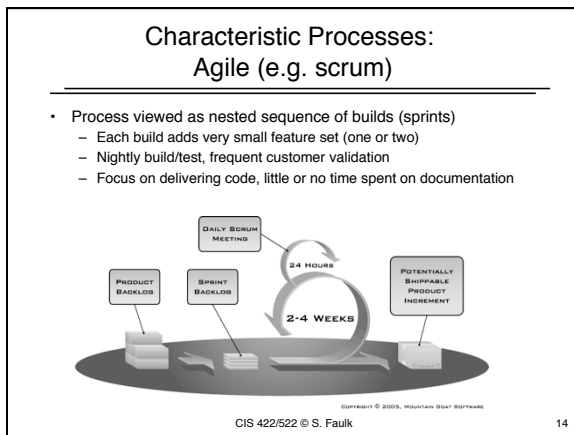 Characteristic Processes:
Agile (e.g. scrum)
• Process viewed as nested sequence of builds (sprints)
– Each build adds very small feature set (one or two)
– Nightly build/test, frequent customer validation
– Focus on delivering code, little or no time spent on documentation
DAILY SCRUM
MEETING
24 HOURS
PRODUCT
BACKLOG
SPRINT
BACKLOG
POTENTIALLY
SHIPPABLE
PRODUCT
INCREMENT
2-4 WEEKS
COPYRIGHT © 2005, MOUNTAIN GOAT SOFTWARE
CIS 422/522 © S. Faulk
14